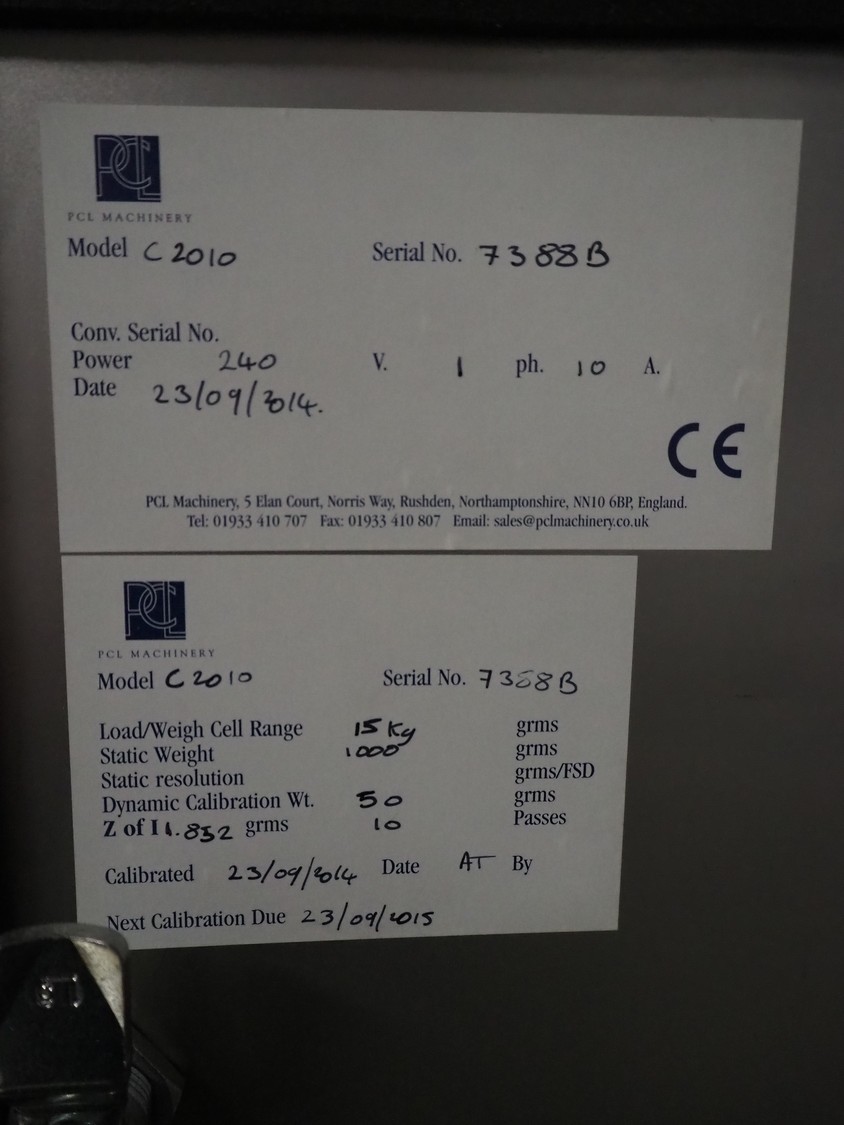 PCL
PCL MACHINERY
Model C2010 Serial No. 7388B
Conv. Serial No.
Power 240 V. 1 ph. 10 A.
Date 23/09/2014.
CE
PCL Machinery, 5 Elan Court, Norris Way, Rushden, Northamptonshire, NN10 6BP, England.
Tel: 01933 410 707 Fax: 01933 410 807 Email: sales@pclmachinery.co.uk
PCL
PCL MACHINERY
Model C2010 Serial No. 7388B
Load/Weigh Cell Range 15Kg grms
Static Weight 1000 grms
Static resolution grms/FSD
Dynamic Calibration Wt. 50 grms
Z of 1 1.852 grms 10 Passes
Calibrated 23/09/2014 Date AT By
Next Calibration Due 23/09/2015